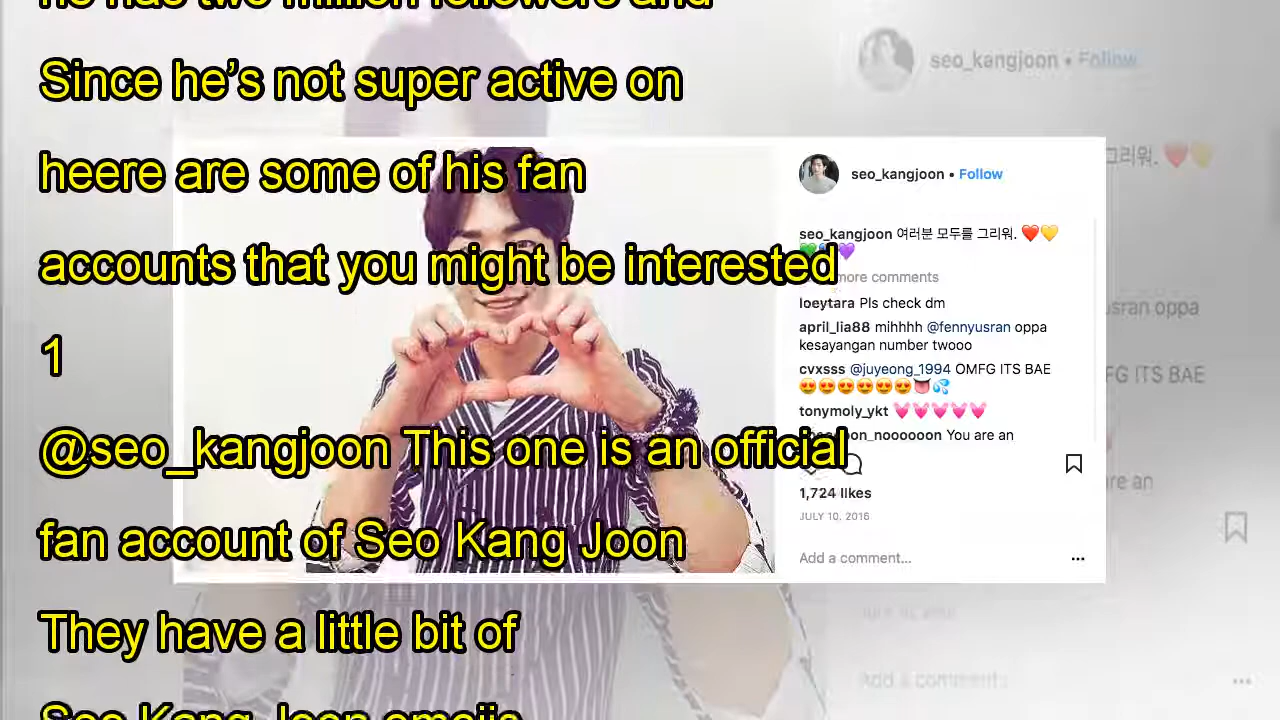 he has two million followers and
Since he's not super active on
heere are some of his fan
accounts that you might be interested
1
@seo_kangjoon This one is an official
fan account of Seo Kang Joon
They have a little bit of
Seo Kang Joon emojis
seo_kangjoon • Follow
seo_kangjoon 여러분 모두를 그리워. ❤️💛
💜
more comments
loeytara Pls check dm
april_lia88 mihhhh @fennyusran oppa
kesayangan number twooo
cvxsss @juyeong_1994 OMFG ITS BAE
😍😍😍😍😍😍👅💦
tonymoly_ykt 💓💓💓💓💓
noooooon You are an
1,724 likes
JULY 10, 2016
Add a comment...
seo_kangjoon • Follow
그리워. ❤️💛
usran oppa
FG ITS BAE
are an
Add a comment